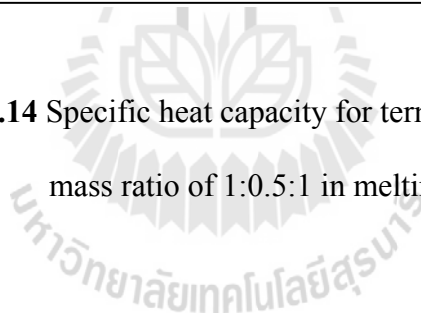 .14 Specific heat capacity for tern
mass ratio of 1:0.5:1 in melti
มหาวิทยาลัยเทคโนโลยีสุรนารี